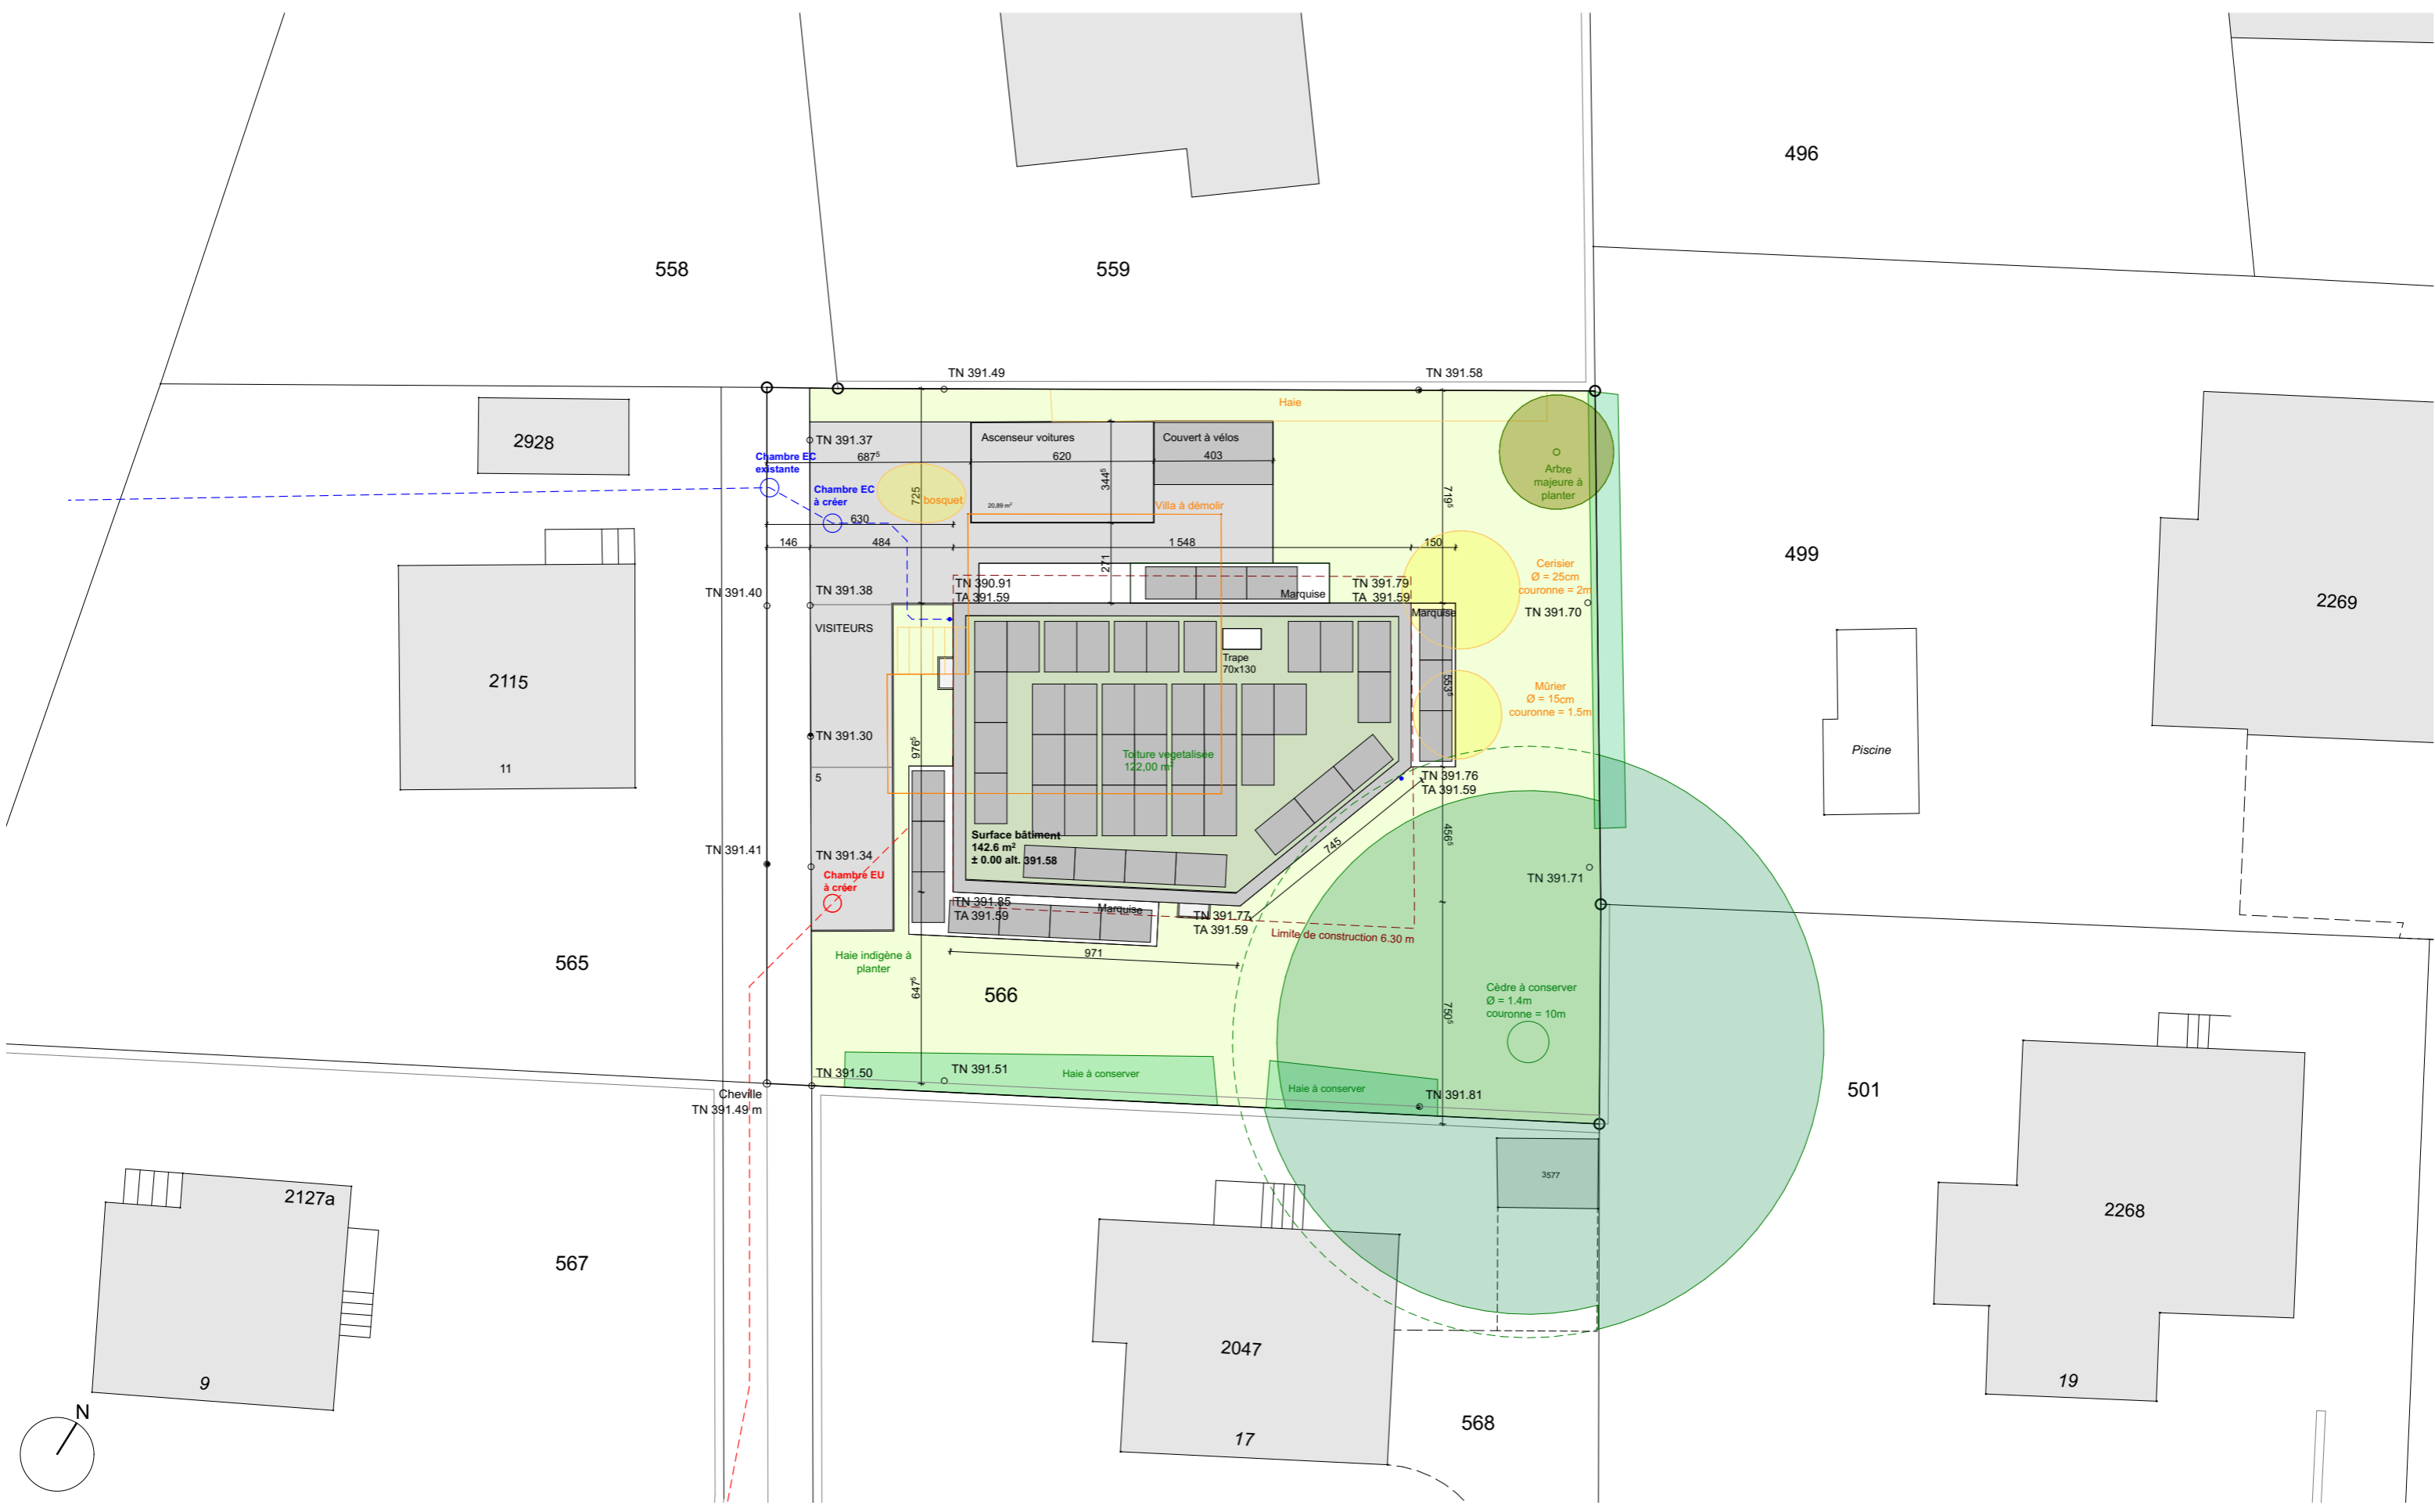 496
558
559
TN 391.49
TN 391.58
Haie
2928
TN 391.37
Ascenseur voitures
Couvert à vélos
Chambre EC
existante
687⁵
620
403
344⁵
Arbre
majeure à
planter
Chambre EC
à créer
725
bosquet
20,89 m²
Villa à démolir
719⁵
630
146
484
1 548
150
499
271
Cerisier
Ø = 25cm
couronne = 2m
TN 391.40
TN 391.38
TN 390.91
TA 391.59
Marquise
TN 391.79
TA 391.59
Marquise
TN 391.70
2269
VISITEURS
Trape
70x130
2115
553⁵
Mûrier
Ø = 15cm
couronne = 1.5m
TN 391.30
976⁵
Toiture vegetalisée
122,00 m²
Piscine
11
5
TN 391.76
TA 391.59
Surface bâtiment
142.6 m²
± 0.00 alt. 391.58
456⁵
745
TN 391.41
TN 391.34
Chambre EU
à créer
TN 391.71
TN 391.85
TA 391.59
Marquise
TN 391.77
TA 391.59
Limite de construction 6.30 m
971
565
Haie indigène à
planter
647⁵
566
750⁵
Cèdre à conserver
Ø = 1.4m
couronne = 10m
TN 391.50
TN 391.51
Haie à conserver
Haie à conserver
TN 391.81
501
Cheville
TN 391.49 m
3577
2127a
2268
567
2047
9
19
N
568
17